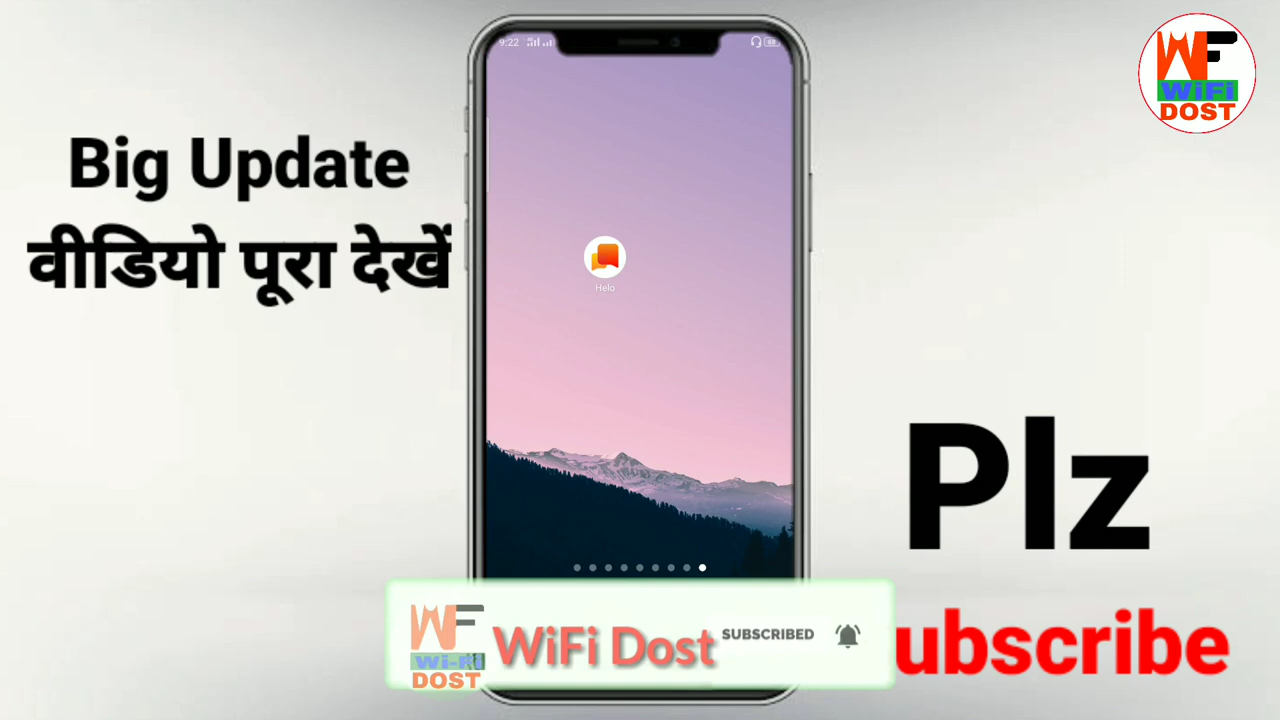 9:22
WF
WiFi
DOST
Big Update
वीडियो पूरा देखें
Helo
Plz
ubscribe
WF
Wi-Fi
DOST
WiFi Dost
SUBSCRIBED